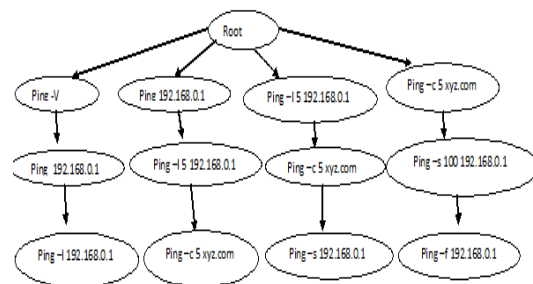 Root
Ping -V
Ping 192.168.0.1
Ping –I 5 192.168.0.1
Ping –c 5 xyz.com
Ping 192.168.0.1
Ping –I 5 192.168.0.1
Ping –c 5 xyz.com
Ping –s 100 192.168.0.1
Ping –I 192.168.0.1
Ping –c 5 xyz.com
Ping –s 192.168.0.1
Ping –f 192.168.0.1